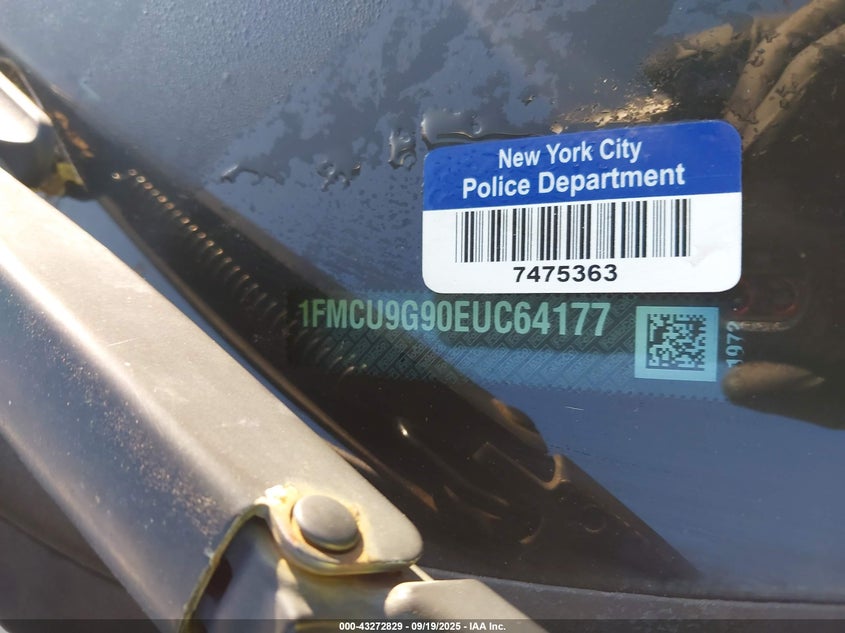 New York City
Police Department
7475363
1FMCU9G90EUC64177
1972
000-43272829 - 09/19/2025 - IAA Inc.